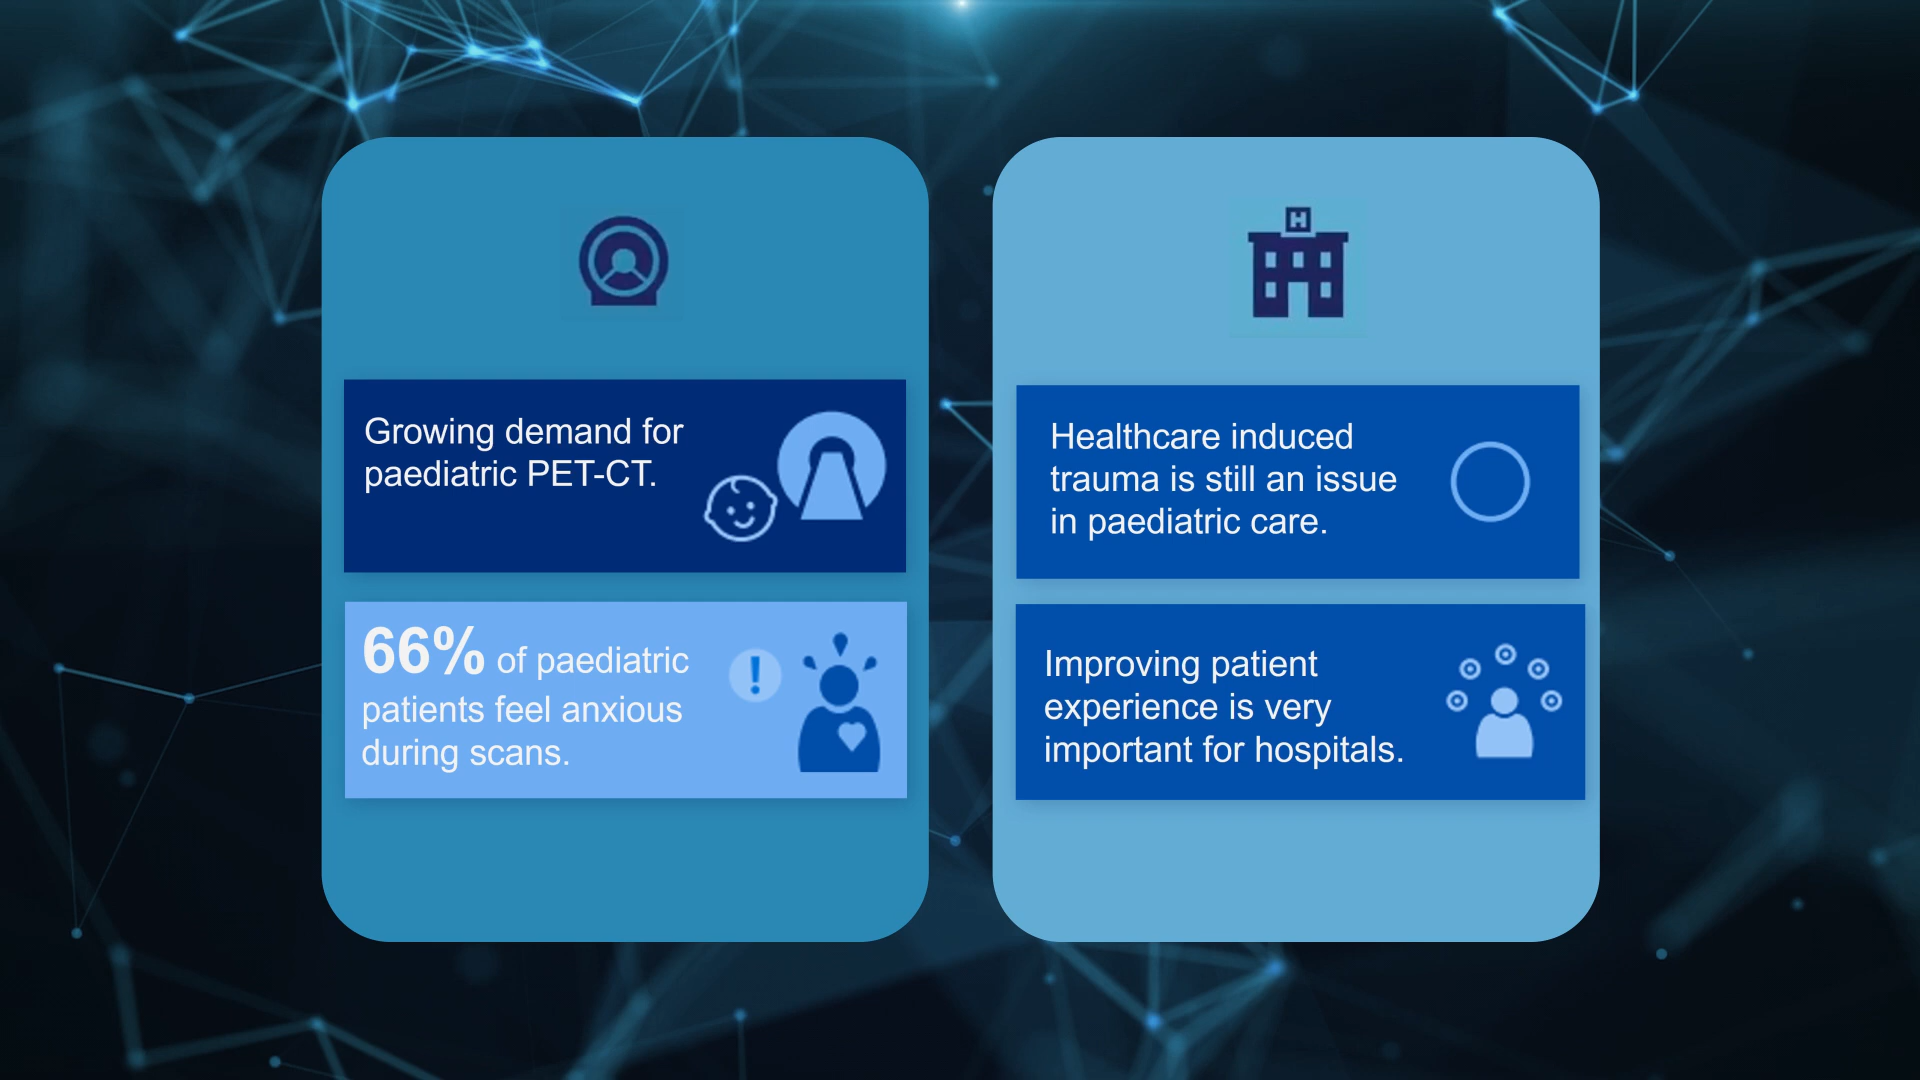 Growing demand for
paediatric PET-CT.
66% of paediatric
patients feel anxious
during scans.
H
Healthcare induced
trauma is still an issue
in paediatric care.
Improving patient
experience is very
important for hospitals.